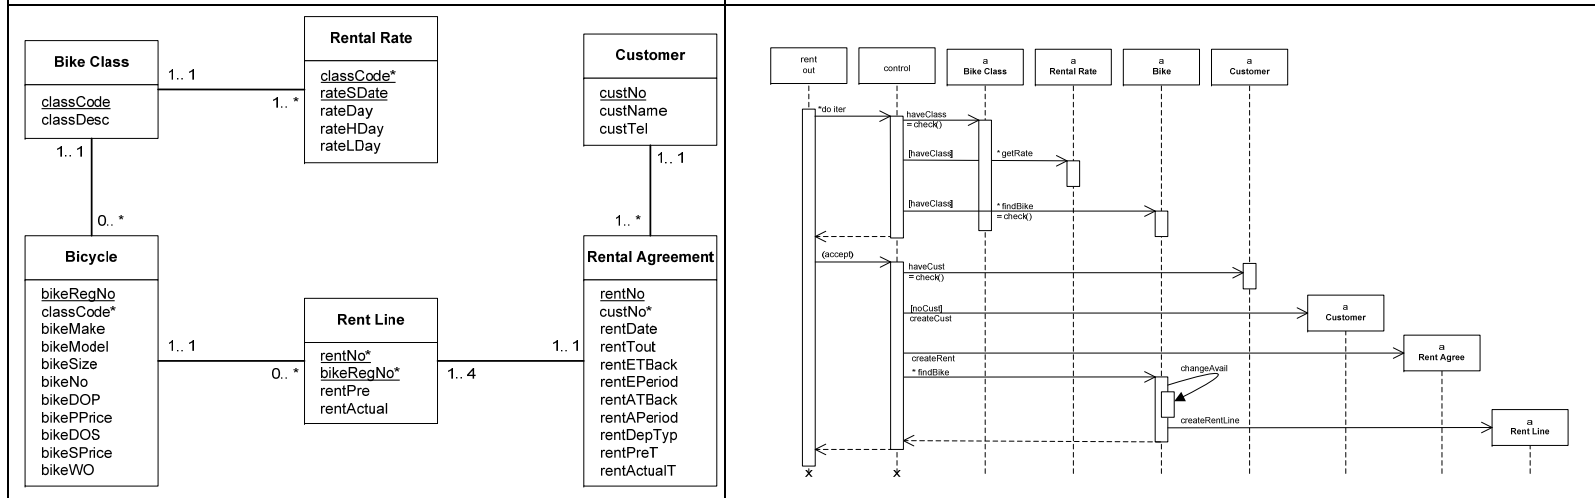 Bike Class
classCode
classDesc
1.. 1
1.. *
Rental Rate
classCode*
rateSDate
rateDay
rateHDay
rateLDay
Customer
custNo
custName
custTel
1.. 1
0.. *
1.. 1
1.. *
Bicycle
bikeRegNo
classCode*
bikeMake
bikeModel
bikeSize
bikeNo
bikeDOP
bikePPrice
bikeDOS
bikeSPrice
bikeWO
1.. 1
0.. *
Rent Line
rentNo*
bikeRegNo*
rentPre
rentActual
1.. 1
1.. 4
Rental Agreement
rentNo
custNo*
rentDate
rentTout
rentETBack
rentEPeriod
rentATBack
rentAPeriod
rentDepTyp
rentPreT
rentActualT
rent
out
control
a
Bike Class
a
Rental Rate
a
Bike
a
Customer
*do iter
haveClass
= check()
[haveClass]
* getRate
[haveClass]
* findBike
= check()
(accept)
haveCust
= check()
[noCust]
createCust
a
Customer
createRent
a
Rent Agree
* findBike
changeAvail
createRentLine
a
Rent Line
x
x